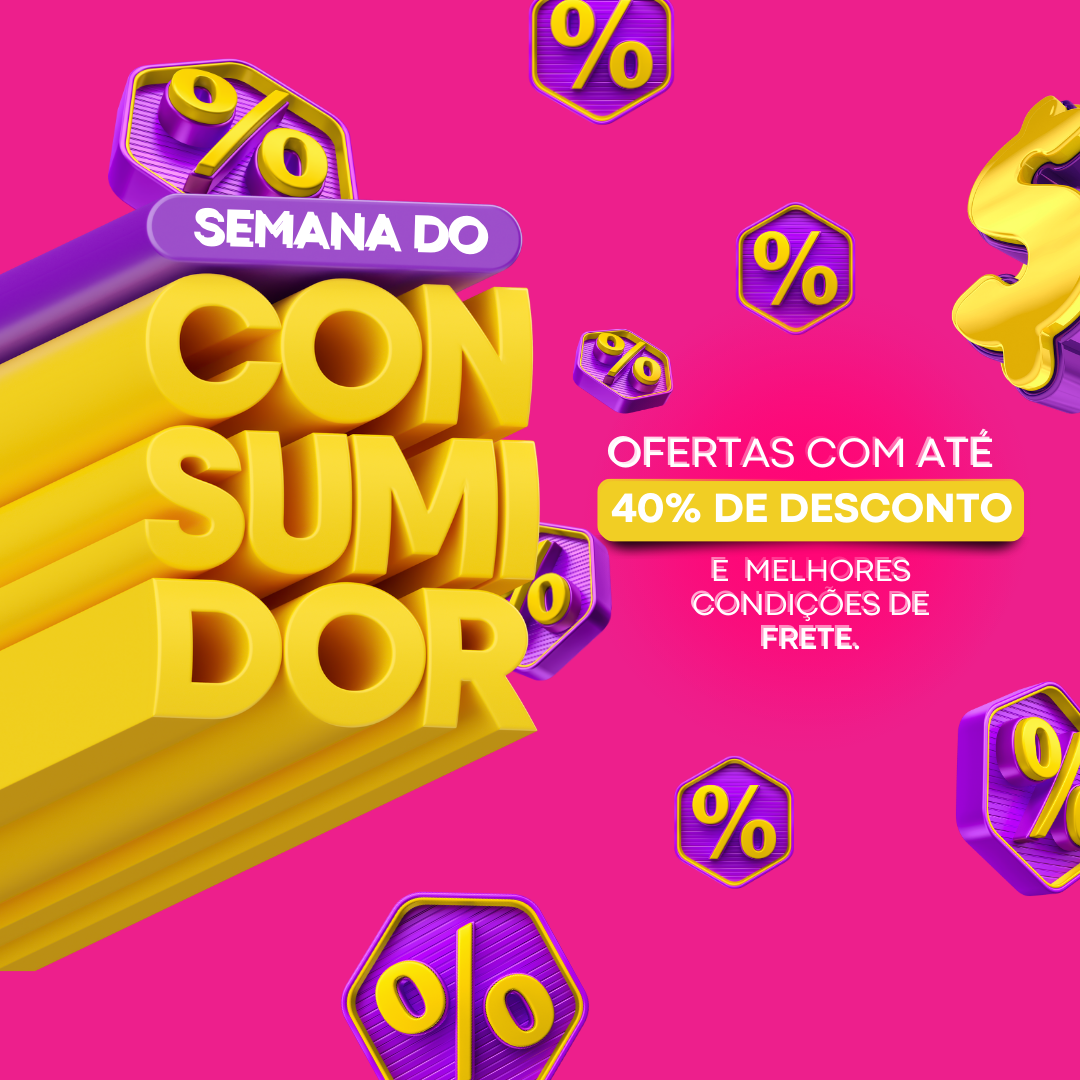 %
%
$
SEMANA DO
%
CON
%
SUMI
OFERTAS COM ATÉ
40% DE DESCONTO
%
E MELHORES
CONDIÇÕES DE
FRETE.
DOR
%
%
%